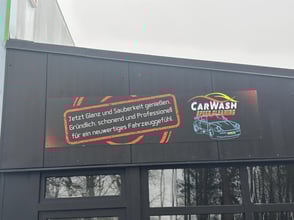 Jetzt Glanz und Sauberkeit genießen.
Gründlich, schonend und Professionell
für ein neuwertiges Fahrzeuggefühl.
CARWASH